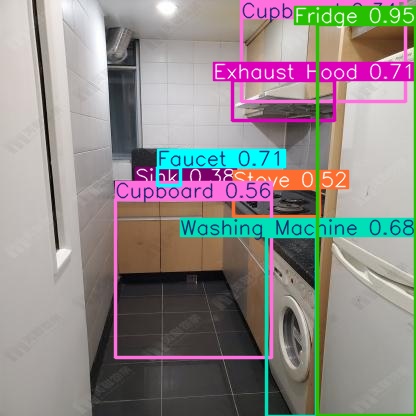 Cupb
Fridge 0.95
Exhaust Hood 0.71
Faucet 0.71
Sink 0.38
Stove 0.52
Cupboard 0.56
Washing Machine 0.68